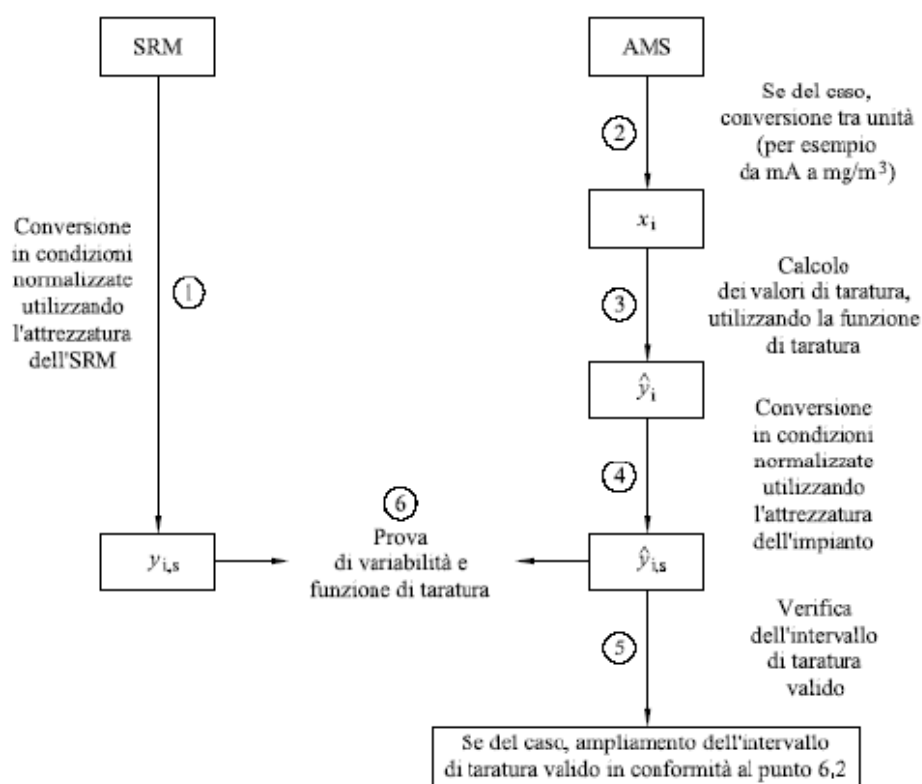 SRM
AMS
Se del caso,
conversione tra unità
(per esempio
da mA a mg/m³)
2
xi
Conversione
in condizioni
normalizzate
utilizzando
l'attrezzatura
dell'SRM
1
Calcolo
dei valori di taratura,
utilizzando la funzione
di taratura
3
ŷi
Conversione
in condizioni
normalizzate
utilizzando
l'attrezzatura
dell'impianto
4
6
Prova
di variabilità e
funzione di taratura
yi,s
ŷi,s
Verifica
dell'intervallo
di taratura
valido
5
Se del caso, ampliamento dell'intervallo
di taratura valido in conformità al punto 6,2